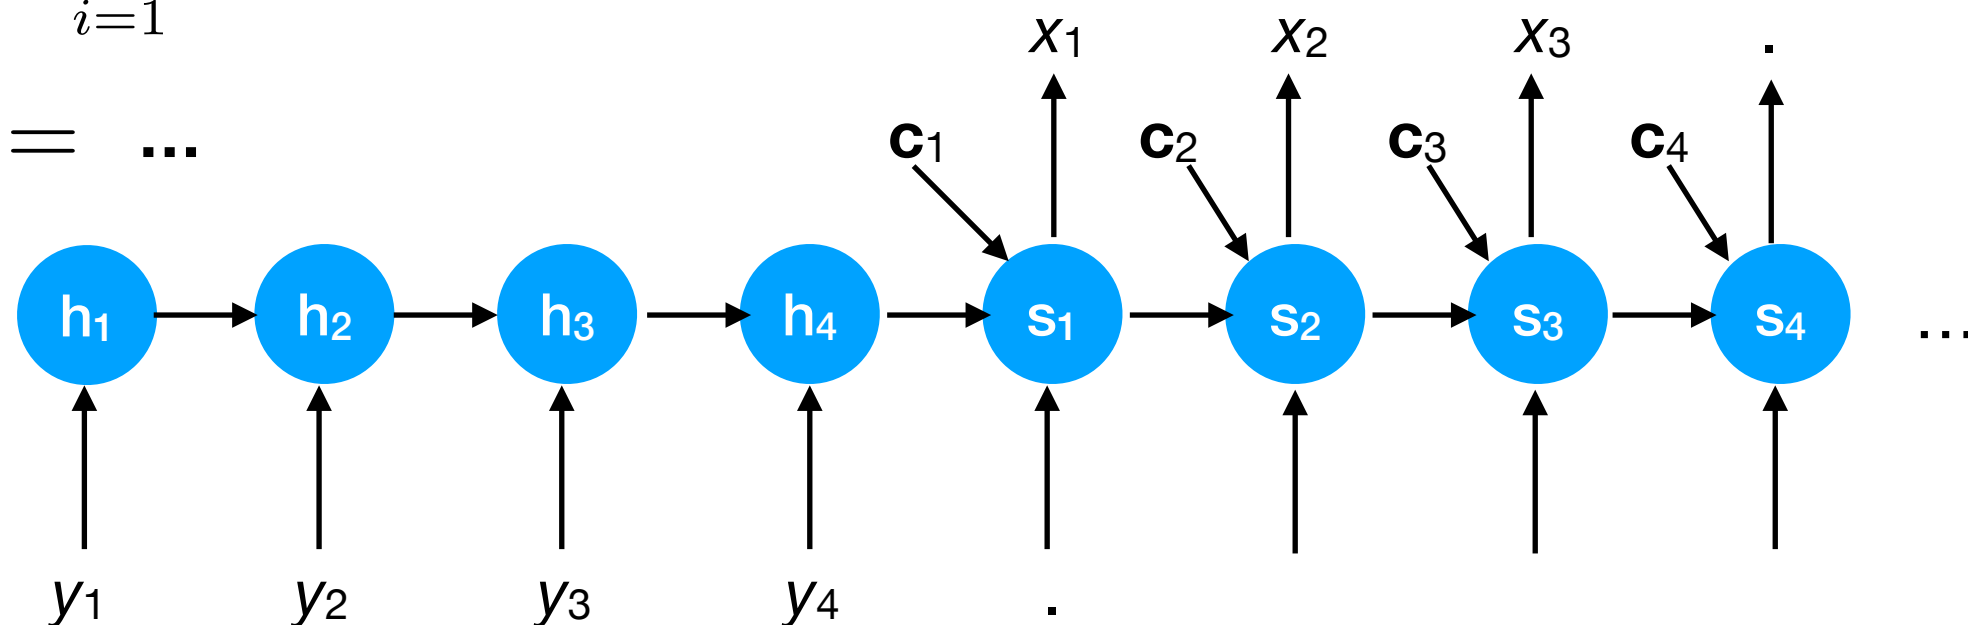 i=1 x1 x2 x3 .
= ... c1 c2 c3 c4
h1 h2 h3 h4 s1 s2 s3 s4 ...
y1 y2 y3 y4 .